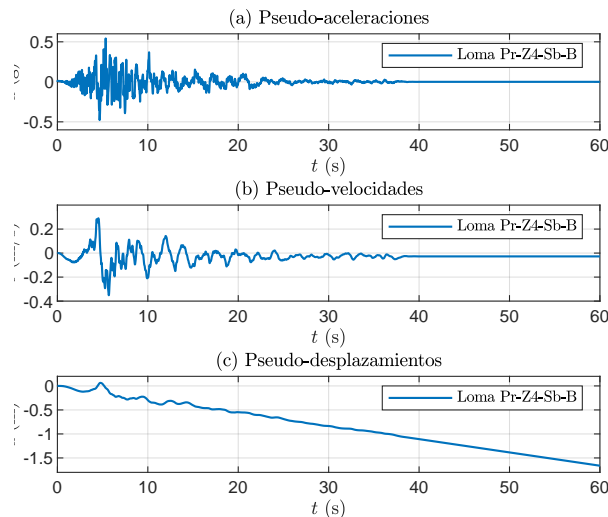 (a) Pseudo-aceleraciones
0.5
0
-0.5
Loma Pr-Z4-Sb-B
0 10 20 30 40 50 60
t (s)
(b) Pseudo-velocidades
0.2
0
-0.2
-0.4
Loma Pr-Z4-Sb-B
0 10 20 30 40 50 60
t (s)
(c) Pseudo-desplazamientos
0
-0.5
-1
-1.5
Loma Pr-Z4-Sb-B
0 10 20 30 40 50 60
t (s)